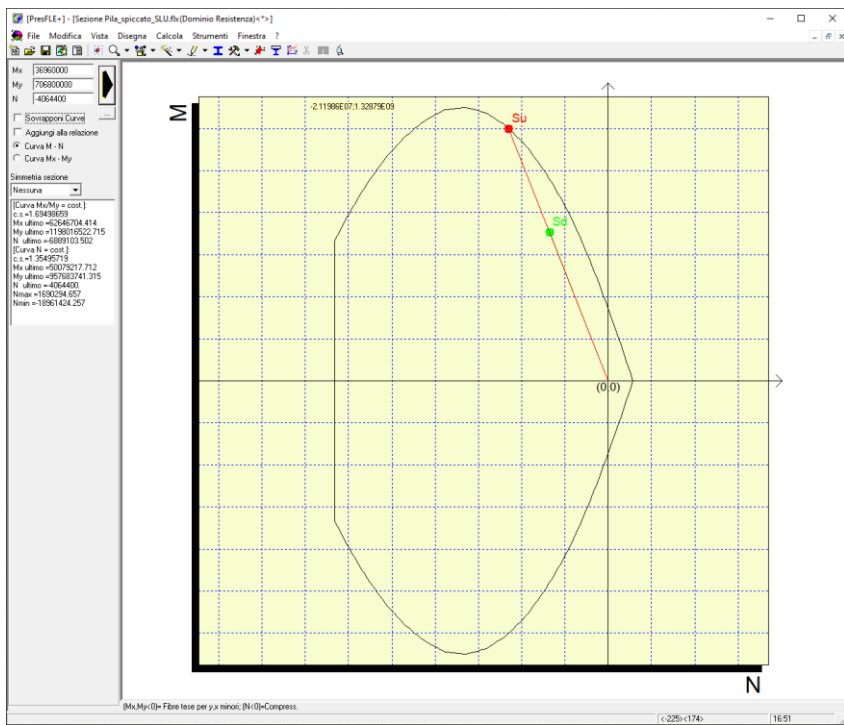 [PresFLE+] - [Sezione Pila_spiccato_SLU.flx(Dominio Resistenza)<*>]
File Modifica Vista Disegna Calcola Strumenti Finestra ?
Mx 36960000
My 706800000
N -4064400
Sovrapponi Curve ...
Aggiungi alla relazione
Curva M - N
Curva Mx - My
Simmetria sezione
Nessuna
[Curva Mx/My = cost.]:
c.s.=1.69498659
Mx ultimo =62646704.414
My ultimo =1198016522.715
N ultimo =-6889103.502
[Curva N = cost.]:
c.s.=1.35495719
Mx ultimo =50079217.712
My ultimo =957683741.315
N ultimo =-4064400.
Nmax =1690294.657
Nmin =-18961424.257
M
-2.11986E07;1.32879E09
Su
Sd
(0.0)
N
(Mx,My<0)= Fibre tese per y,x minori; (N<0)=Compress.
<-225><174> 16:51